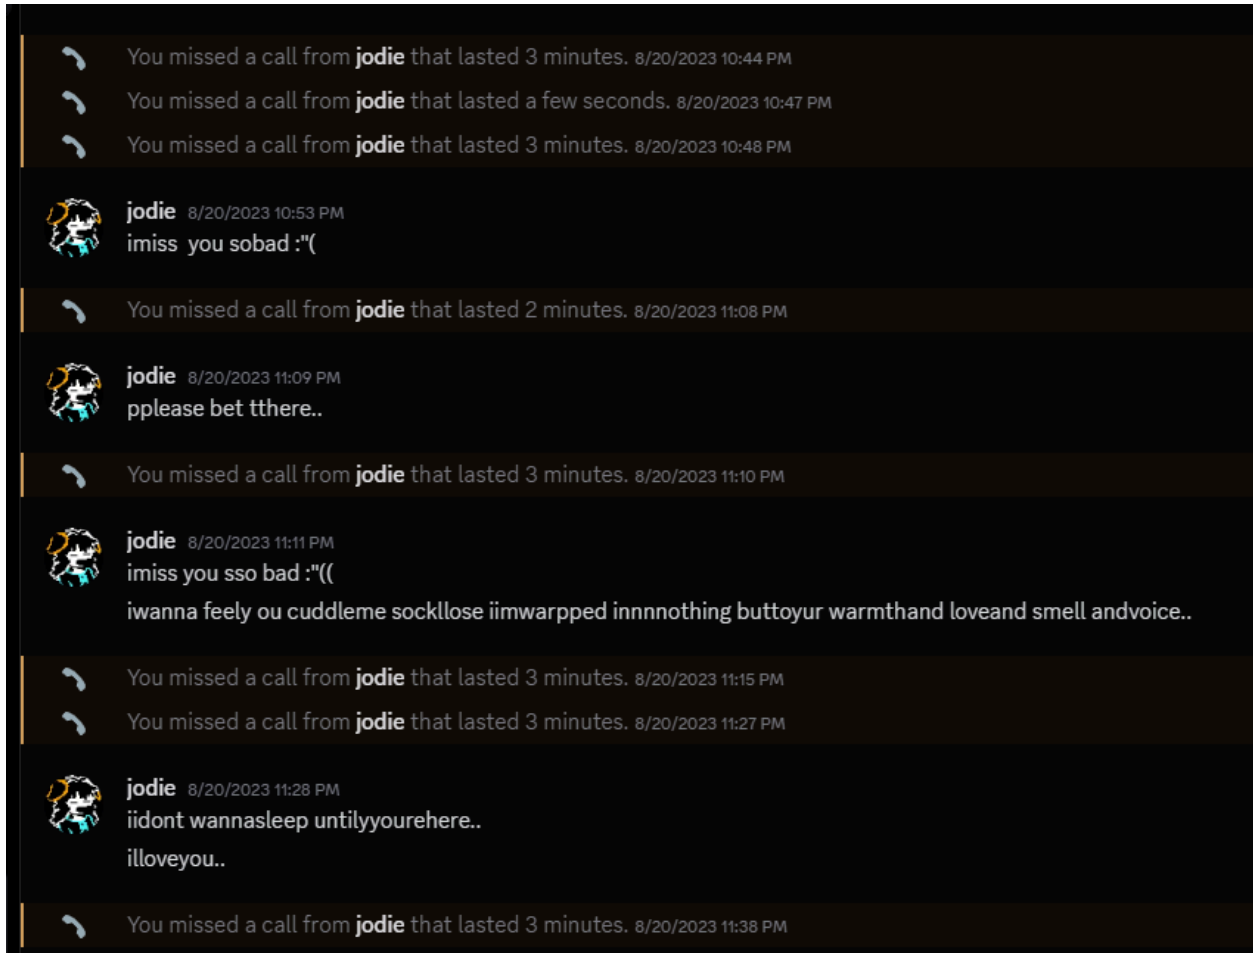 You missed a call from jodie that lasted 3 minutes. 8/20/2023 10:44 PM
You missed a call from jodie that lasted a few seconds. 8/20/2023 10:47 PM
You missed a call from jodie that lasted 3 minutes. 8/20/2023 10:48 PM
jodie 8/20/2023 10:53 PM
imiss  you sobad :"(
You missed a call from jodie that lasted 2 minutes. 8/20/2023 11:08 PM
jodie 8/20/2023 11:09 PM
pplease bet tthere..
You missed a call from jodie that lasted 3 minutes. 8/20/2023 11:10 PM
jodie 8/20/2023 11:11 PM
imiss you sso bad :"((
iwanna feely ou cuddleme sockllose iimwarpped innnnothing buttoyur warmthand loveand smell andvoice..
You missed a call from jodie that lasted 3 minutes. 8/20/2023 11:15 PM
You missed a call from jodie that lasted 3 minutes. 8/20/2023 11:27 PM
jodie 8/20/2023 11:28 PM
iidont wannasleep untilyyourehere..
illoveyou..
You missed a call from jodie that lasted 3 minutes. 8/20/2023 11:38 PM